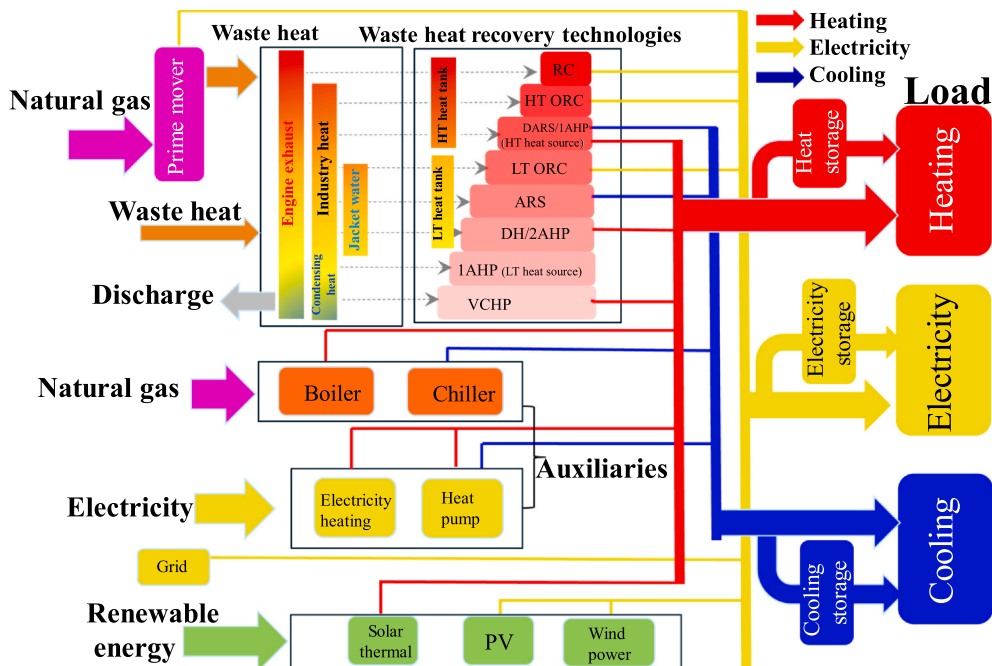 Heating
Electricity
Cooling
Waste heat
Waste heat recovery technologies
Load
Natural gas
Prime mover
Engine exhaust
Industry heat
Condensing
heat
Jacket water
HT heat tank
LT heat tank
RC
HT ORC
DARS/1AHP
(HT heat source)
LT ORC
ARS
DH/2AHP
1AHP (LT heat source)
VCHP
Waste heat
Discharge
Heat
storage
Heating
Electricity
storage
Electricity
Natural gas
Boiler
Chiller
Auxiliaries
Electricity
Electricity
heating
Heat
pump
Grid
Cooling
storage
Cooling
Renewable
energy
Solar
thermal
PV
Wind
power